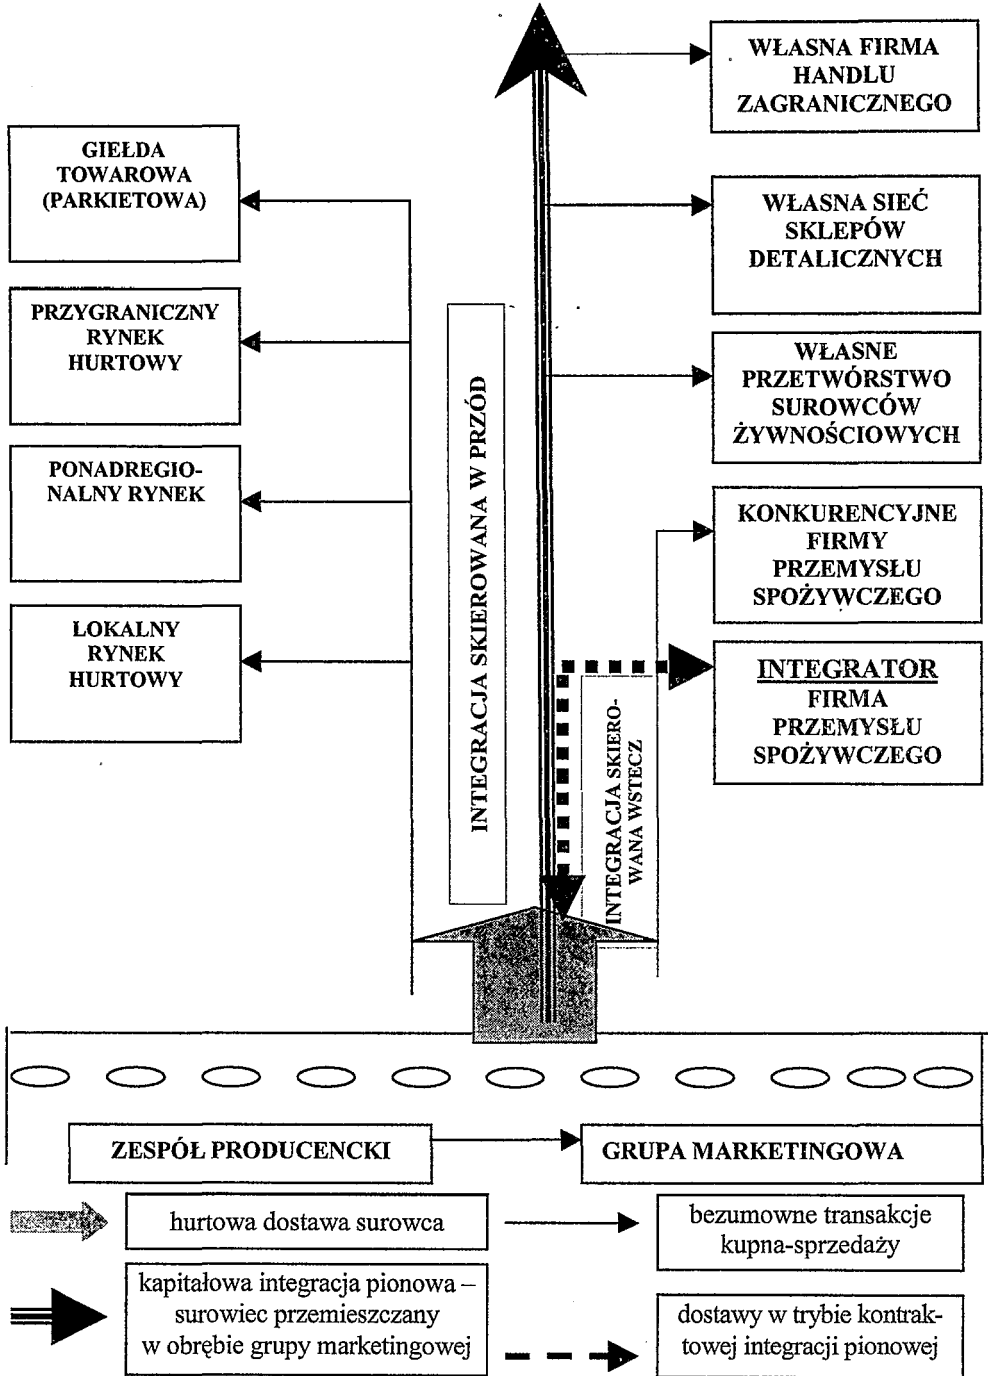 WŁASNA FIRMA
HANDLU
ZAGRANICZNEGO
GIEŁDA
TOWAROWA
(PARKIETOWA)
WŁASNA SIEĆ
SKLEPÓW
DETALICZNYCH
PRZYGRANICZNY
RYNEK
HURTOWY
WŁASNE
PRZETWÓRSTWO
SUROWCÓW
ŻYWNOŚCIOWYCH
PONADREGIO-
NALNY RYNEK
KONKURENCYJNE
FIRMY
PRZEMYSŁU
SPOŻYWCZEGO
LOKALNY
RYNEK
HURTOWY
INTEGRATOR
FIRMA
PRZEMYSŁU
SPOŻYWCZEGO
INTEGRACJA SKIEROWANA W PRZÓD
INTEGRACJA SKIERO-
WANA WSTECZ
ZESPÓŁ PRODUCENCKI
GRUPA MARKETINGOWA
hurtowa dostawa surowca
bezumowne transakcje
kupna-sprzedaży
kapitałowa integracja pionowa –
surowiec przemieszczany
w obrębie grupy marketingowej
dostawy w trybie kontrak-
towej integracji pionowej